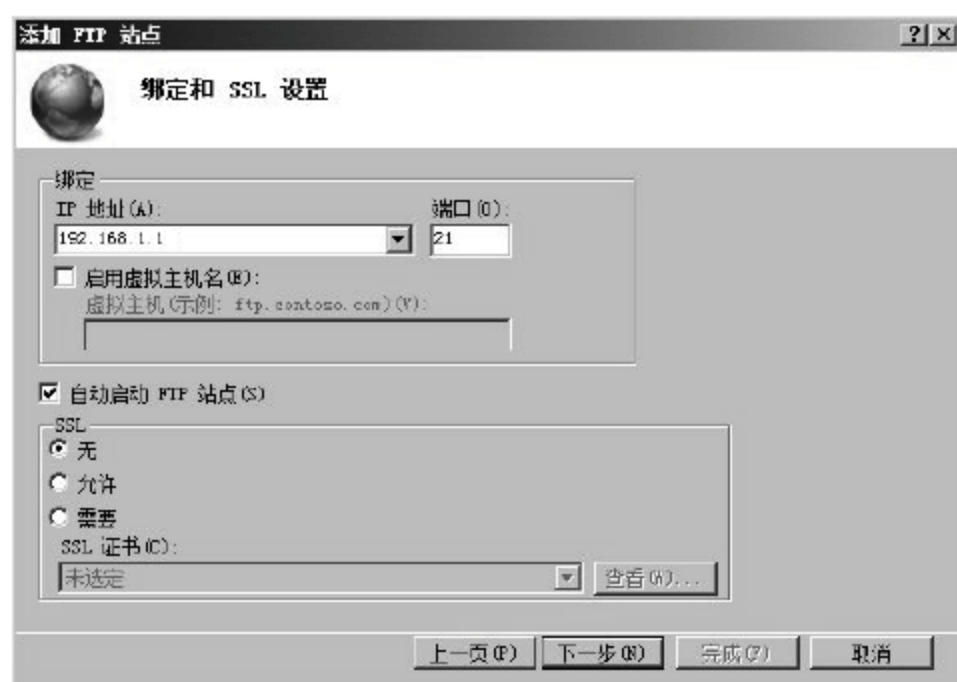 添加 FTP 站点
绑定和 SSL 设置
绑定
IP 地址(A): 端口(O):
192.168.1.1 21
启用虚拟主机名(E):
虚拟主机(示例: ftp.contoso.com)(V):
自动启动 FTP 站点(S)
SSL
无
允许
需要
SSL 证书(C):
未选定 查看(W)...
上一页(P) 下一步(N) 完成(F) 取消